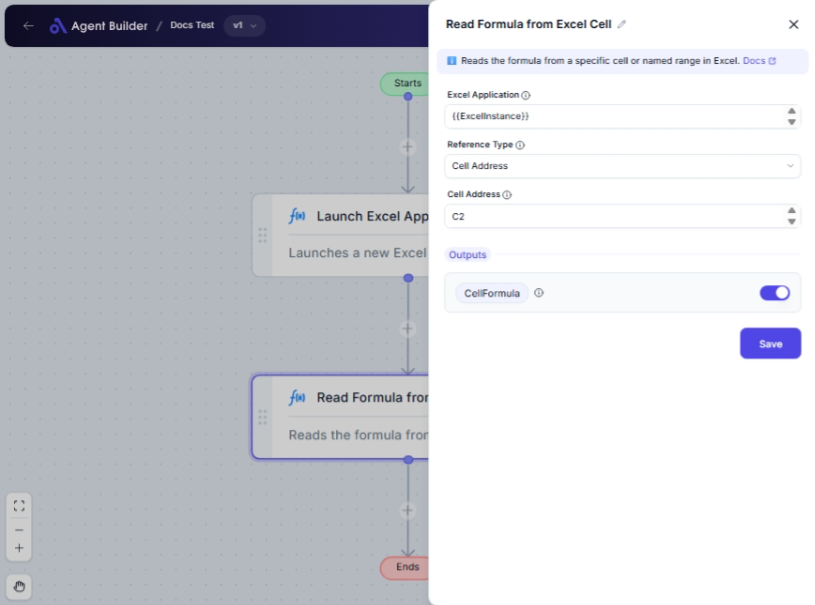 Agent Builder / Docs Test v1
Starts
Launch Excel App
Launches a new Excel
Read Formula from
Reads the formula from
Ends
Read Formula from Excel Cell
Reads the formula from a specific cell or named range in Excel. Docs
Excel Application
{{ExcelInstance}}
Reference Type
Cell Address
Cell Address
C2
Outputs
CellFormula
Save